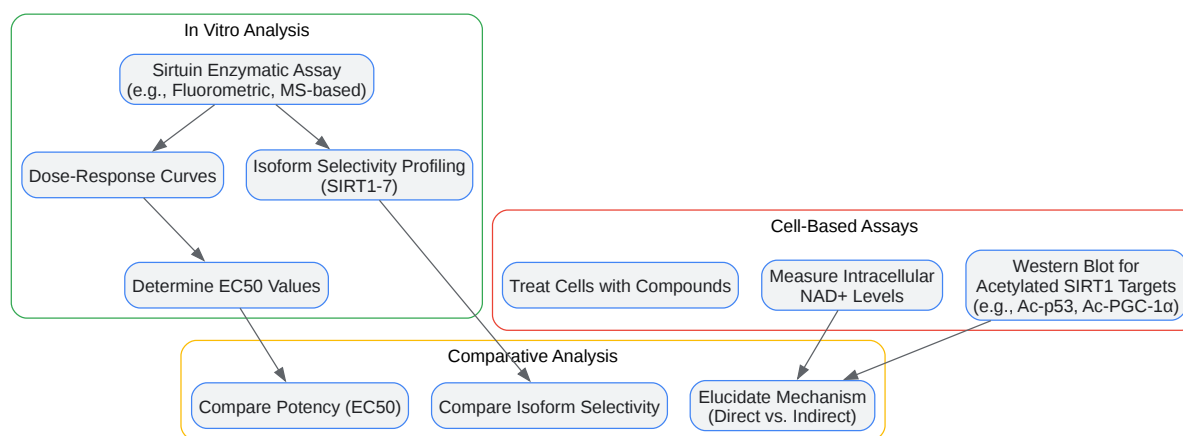 In Vitro Analysis
Sirtuin Enzymatic Assay
(e.g., Fluorometric, MS-based)
Dose-Response Curves
Isoform Selectivity Profiling
(SIRT1-7)
Determine EC50 Values
Cell-Based Assays
Treat Cells with Compounds
Measure Intracellular
NAD+ Levels
Western Blot for
Acetylated SIRT1 Targets
(e.g., Ac-p53, Ac-PGC-1α)
Comparative Analysis
Compare Potency (EC50)
Compare Isoform Selectivity
Elucidate Mechanism
(Direct vs. Indirect)